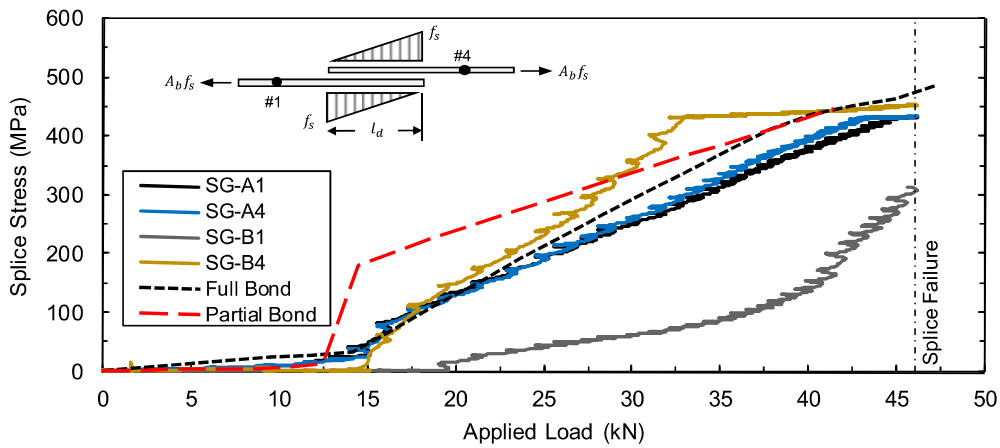 600
500
400
300
200
100
0
Splice Stress (MPa)
f_s
#4
A_b f_s
A_b f_s
#1
f_s
l_d
SG-A1
SG-A4
SG-B1
SG-B4
Full Bond
Partial Bond
Splice Failure
0 5 10 15 20 25 30 35 40 45 50
Applied Load (kN)